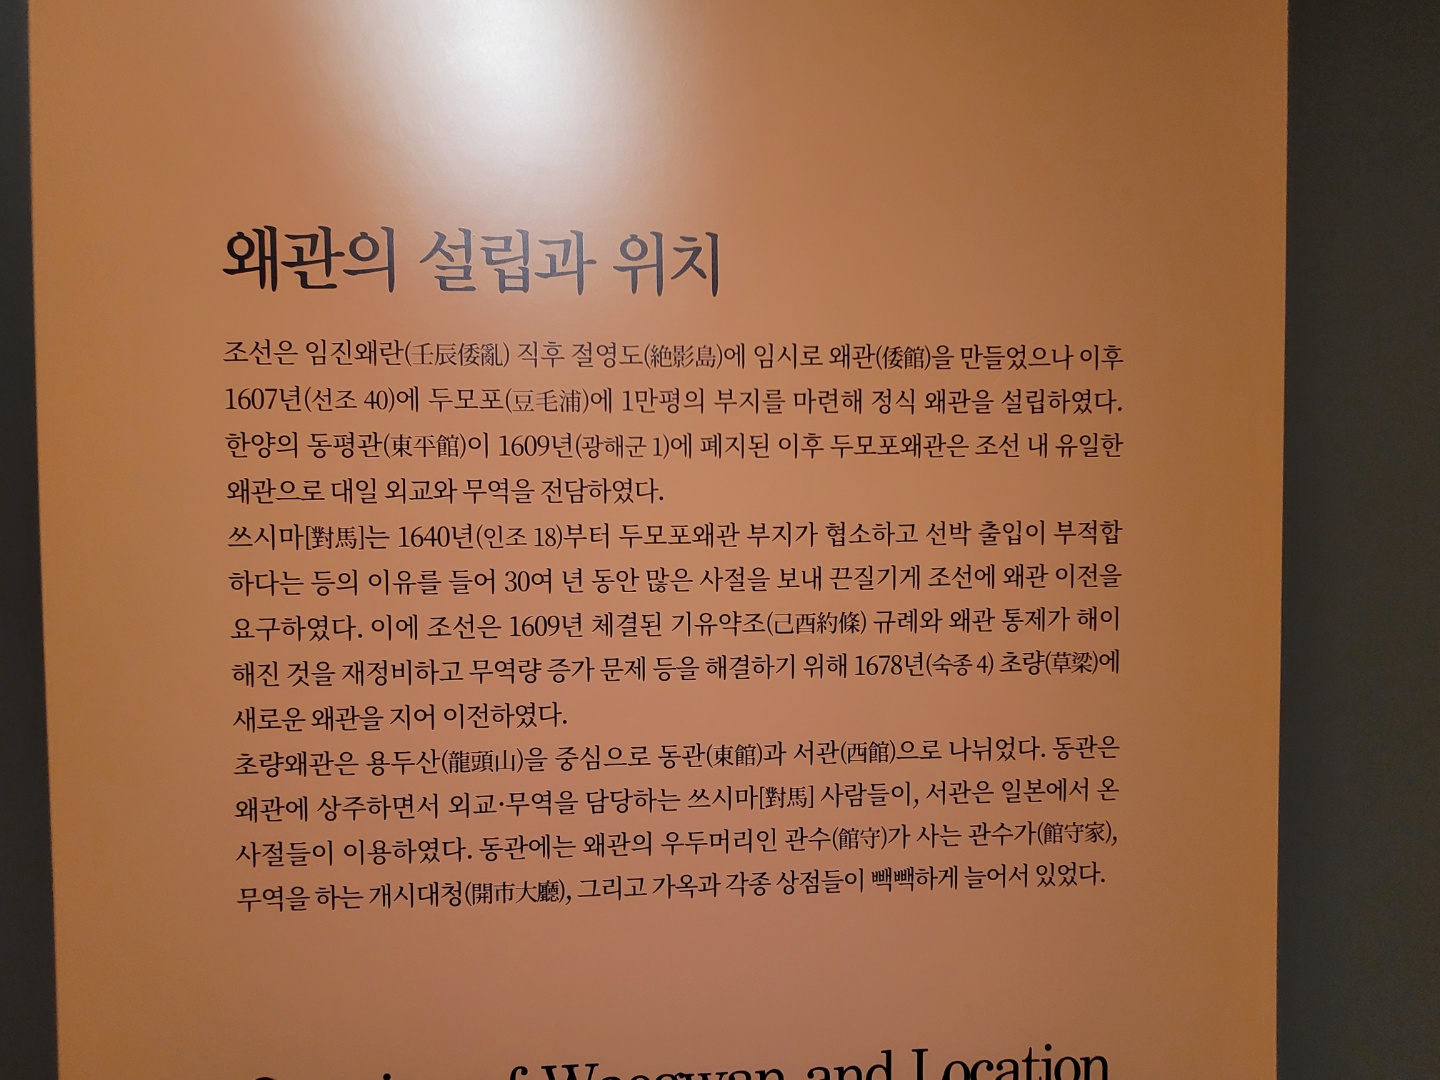 왜관의 설립과 위치
조선은 임진왜란(壬辰倭亂) 직후 절영도(絶影島)에 임시로 왜관(倭館)을 만들었으나 이후
1607년(선조 40)에 두모포(豆毛浦)에 1만평의 부지를 마련해 정식 왜관을 설립하였다.
한양의 동평관(東平館)이 1609년(광해군 1)에 폐지된 이후 두모포왜관은 조선 내 유일한
왜관으로 대일 외교와 무역을 전담하였다.
쓰시마[對馬]는 1640년(인조 18)부터 두모포왜관 부지가 협소하고 선박 출입이 부적합
하다는 등의 이유를 들어 30여 년 동안 많은 사절을 보내 끈질기게 조선에 왜관 이전을
요구하였다. 이에 조선은 1609년 체결된 기유약조(己酉約條) 규례와 왜관 통제가 해이
해진 것을 재정비하고 무역량 증가 문제 등을 해결하기 위해 1678년(숙종 4) 초량(草梁)에
새로운 왜관을 지어 이전하였다.
초량왜관은 용두산(龍頭山)을 중심으로 동관(東館)과 서관(西館)으로 나뉘었다. 동관은
왜관에 상주하면서 외교·무역을 담당하는 쓰시마[對馬] 사람들이, 서관은 일본에서 온
사절들이 이용하였다. 동관에는 왜관의 우두머리인 관수(館守)가 사는 관수가(館守家),
무역을 하는 개시대청(開市大廳), 그리고 가옥과 각종 상점들이 빽빽하게 늘어서 있었다.
of Waegwan and Location